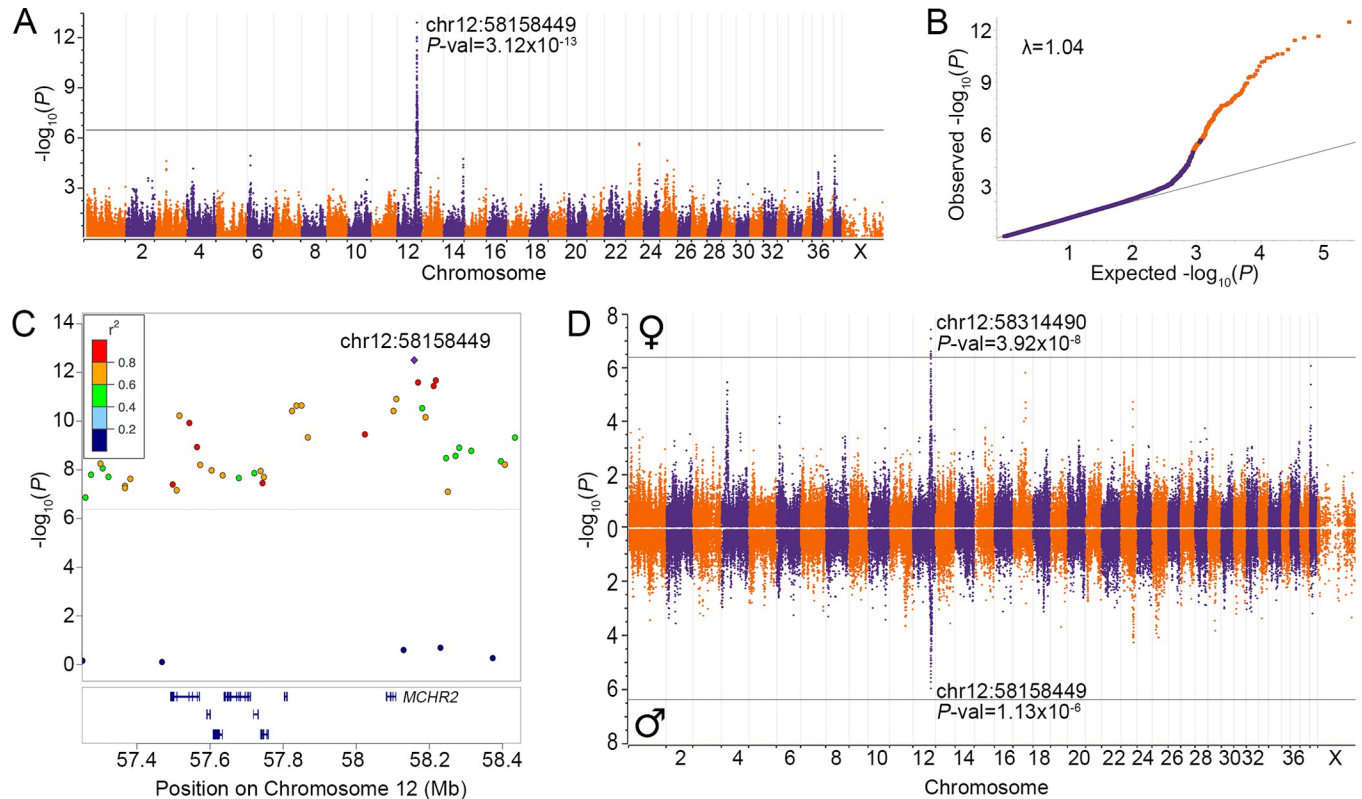 A
-log10(P)
12
9
6
3
chr12:58158449
P-val=3.12x10-13
2 4 6 8 10 12 14 16 18 20 22 24 26 28 32 36 X
Chromosome
B
Observed -log10(P)
12
9
6
3
λ=1.04
1 2 3 4 5
Expected -log10(P)
C
-log10(P)
14
12
10
8
6
4
2
0
r2
0.8
0.6
0.4
0.2
chr12:58158449
MCHR2
57.4 57.6 57.8 58 58.2 58.4
Position on Chromosome 12 (Mb)
D
♀
-log10(P)
8
6
4
2
0
2
4
6
8
chr12:58314490
P-val=3.92x10-8
chr12:58158449
P-val=1.13x10-6
♂
2 4 6 8 10 12 14 16 18 20 22 24 26 28 30 32 36 X
Chromosome